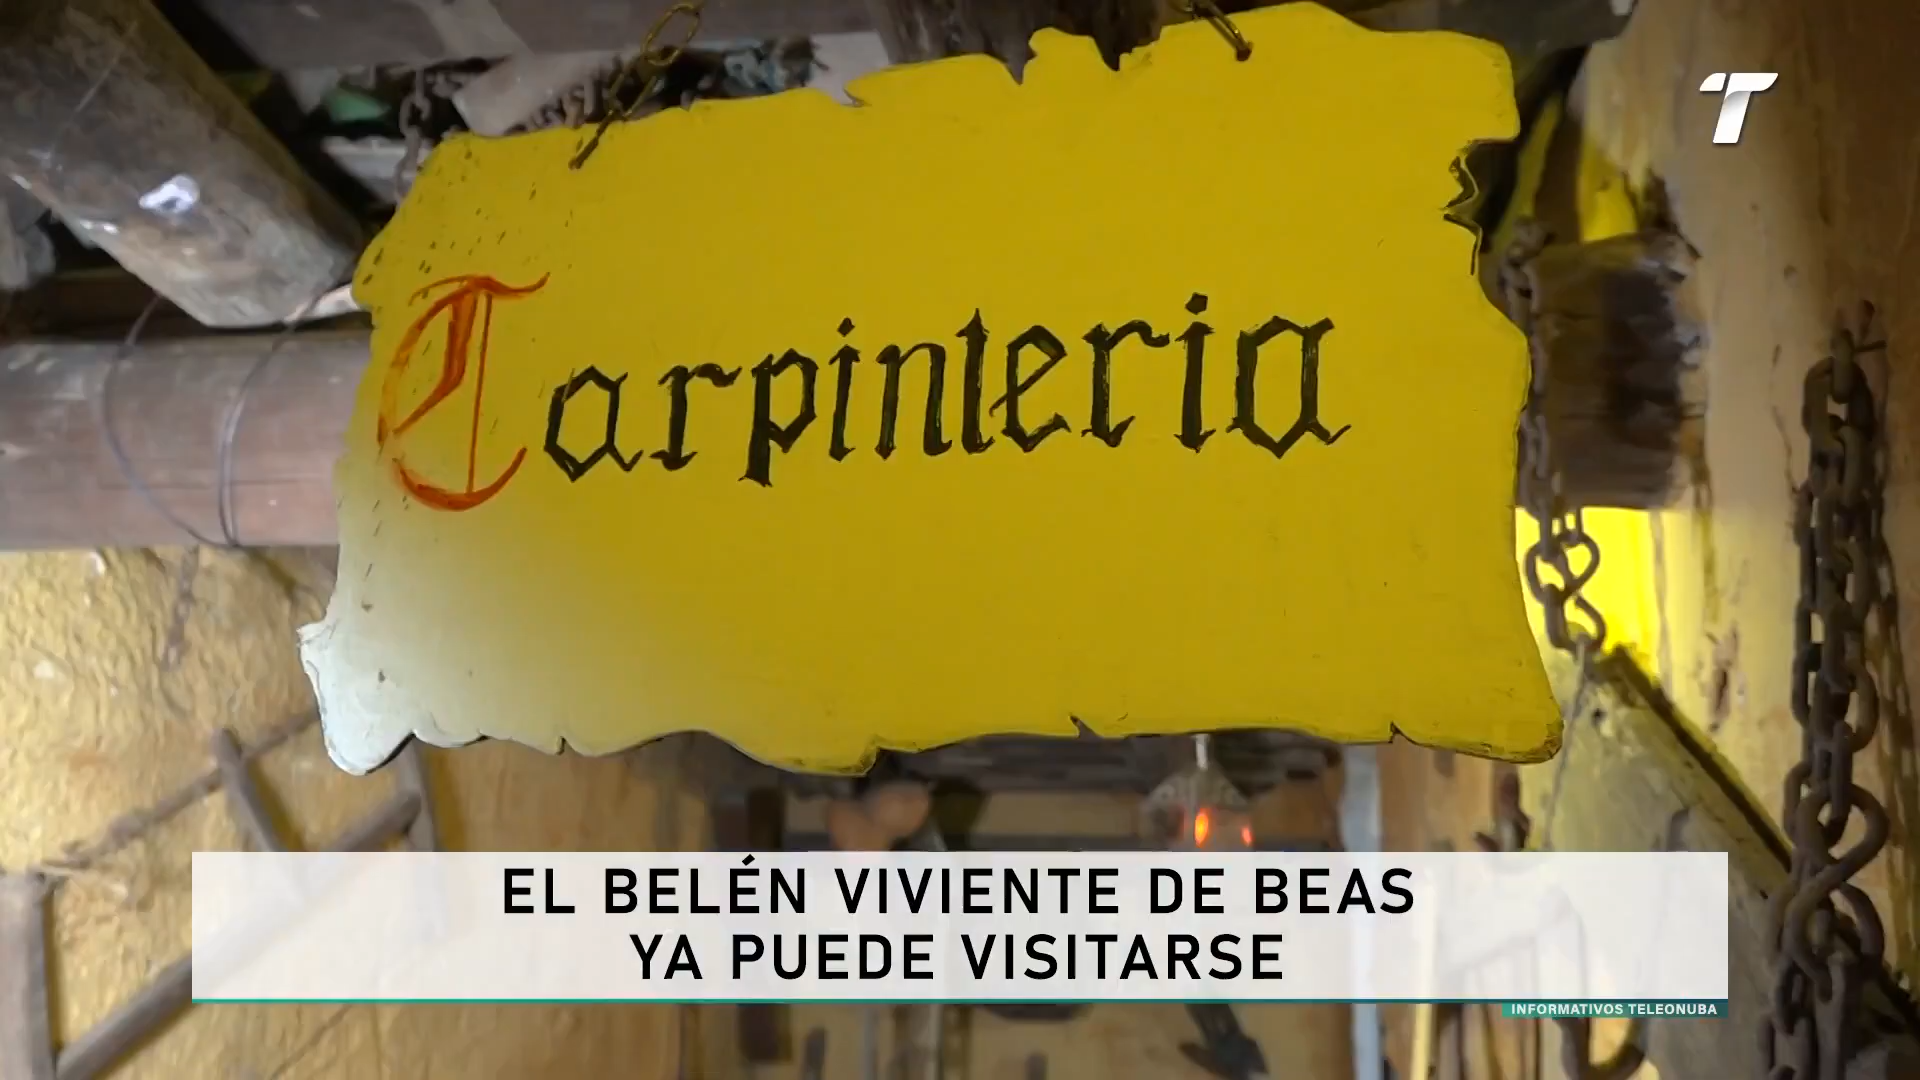 Carpinteria
EL BELÉN VIVIENTE DE BEAS
YA PUEDE VISITARSE
INFORMATIVOS TELEONUBA